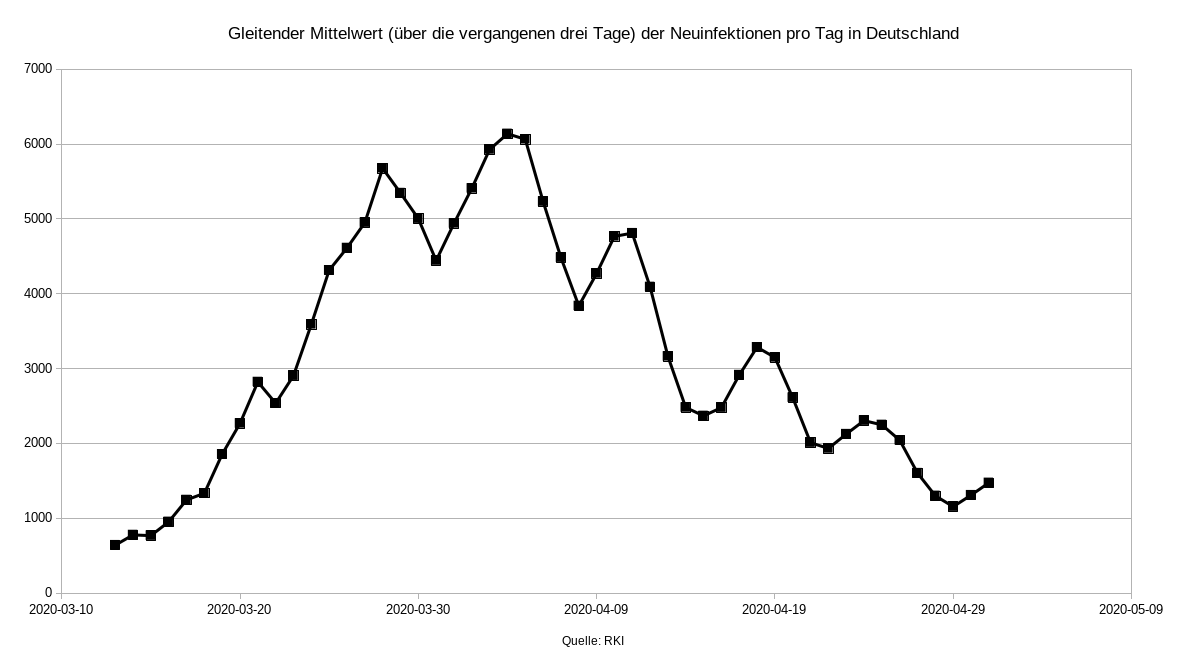 Gleitender Mittelwert (über die vergangenen drei Tage) der Neuinfektionen pro Tag in Deutschland
7000
6000
5000
4000
3000
2000
1000
0
2020-03-10 2020-03-20 2020-03-30 2020-04-09 2020-04-19 2020-04-29 2020-05-09
Quelle: RKI